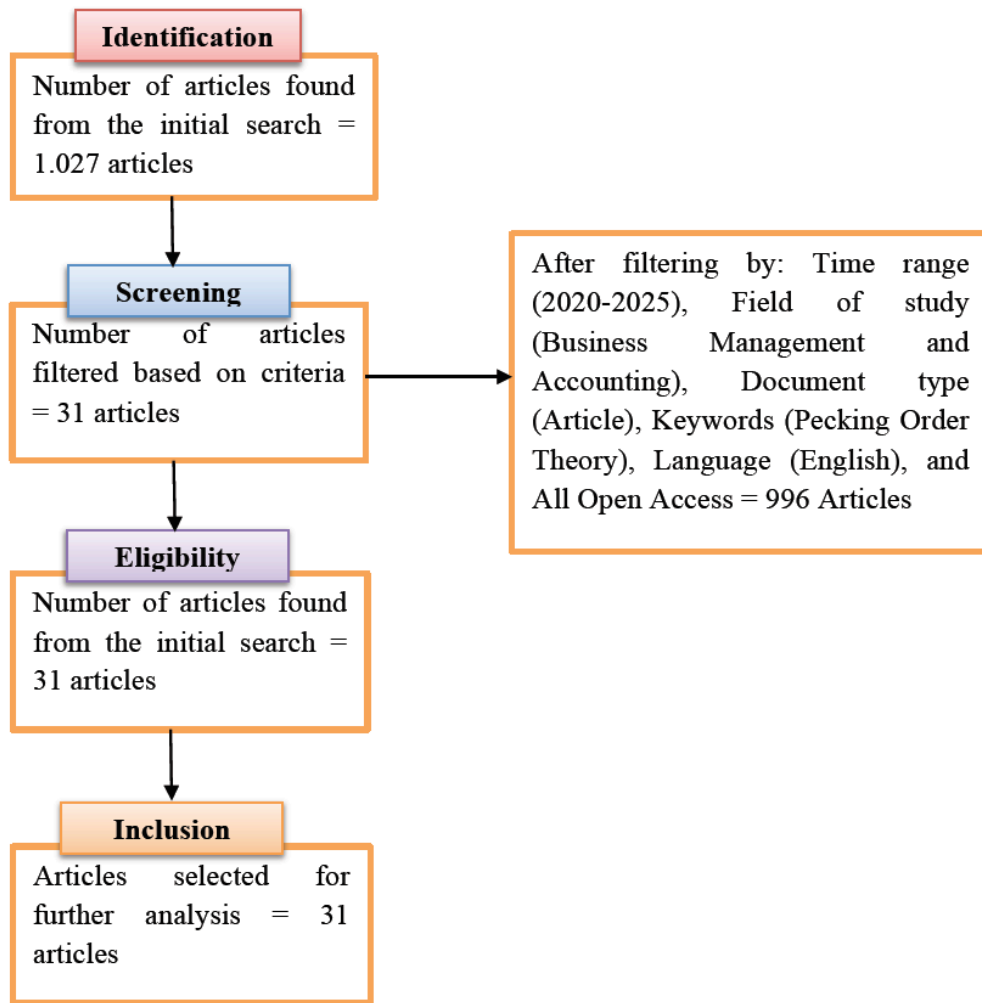 Identification
Number of articles found
from the initial search =
1.027 articles
Screening
Number of articles
filtered based on criteria
= 31 articles
After filtering by: Time range
(2020-2025), Field of study
(Business Management and
Accounting), Document type
(Article), Keywords (Pecking Order
Theory), Language (English), and
All Open Access = 996 Articles
Eligibility
Number of articles found
from the initial search =
31 articles
Inclusion
Articles selected for
further analysis = 31
articles